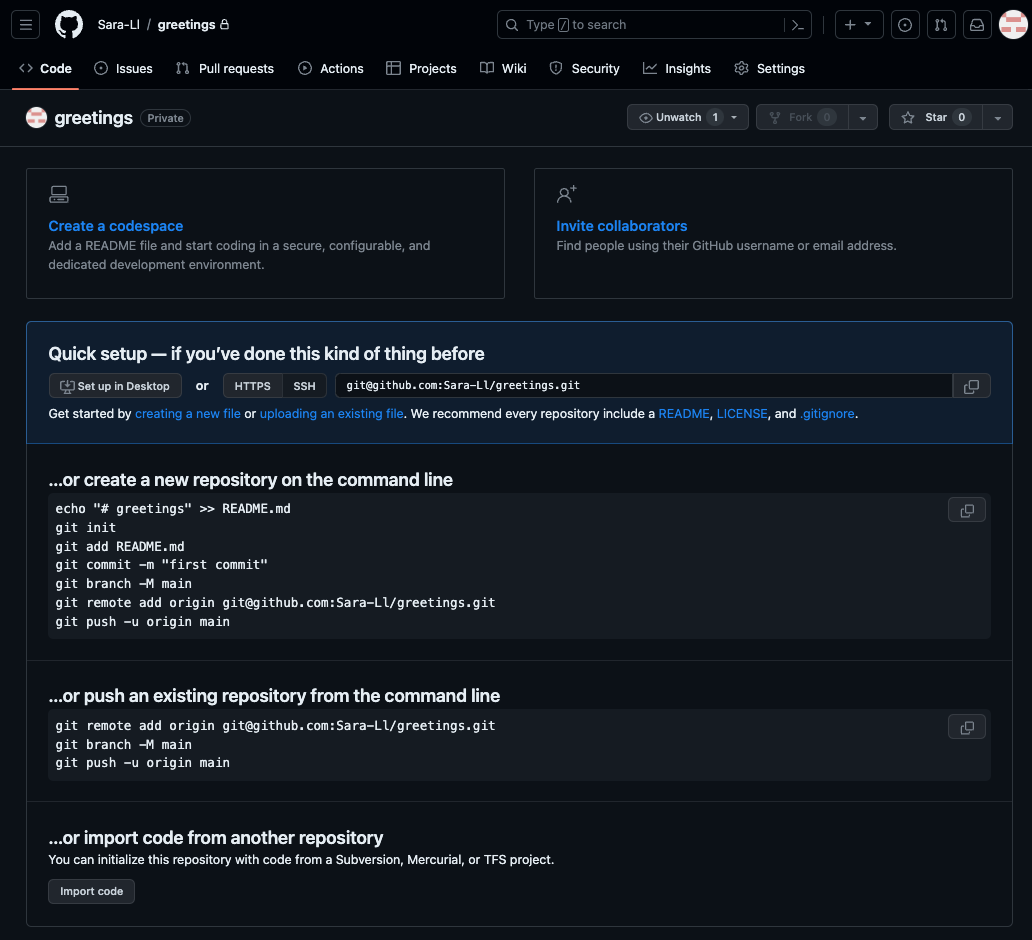 Sara-Ll / greetings
Type / to search
Code
Issues
Pull requests
Actions
Projects
Wiki
Security
Insights
Settings
greetings Private
Unwatch 1
Fork 0
Star 0
Create a codespace
Add a README file and start coding in a secure, configurable, and
dedicated development environment.
Invite collaborators
Find people using their GitHub username or email address.
Quick setup — if you’ve done this kind of thing before
Set up in Desktop or HTTPS SSH git@github.com:Sara-Ll/greetings.git
Get started by creating a new file or uploading an existing file. We recommend every repository include a README, LICENSE, and .gitignore.
…or create a new repository on the command line
echo "# greetings" >> README.md
git init
git add README.md
git commit -m "first commit"
git branch -M main
git remote add origin git@github.com:Sara-Ll/greetings.git
git push -u origin main
…or push an existing repository from the command line
git remote add origin git@github.com:Sara-Ll/greetings.git
git branch -M main
git push -u origin main
…or import code from another repository
You can initialize this repository with code from a Subversion, Mercurial, or TFS project.
Import code